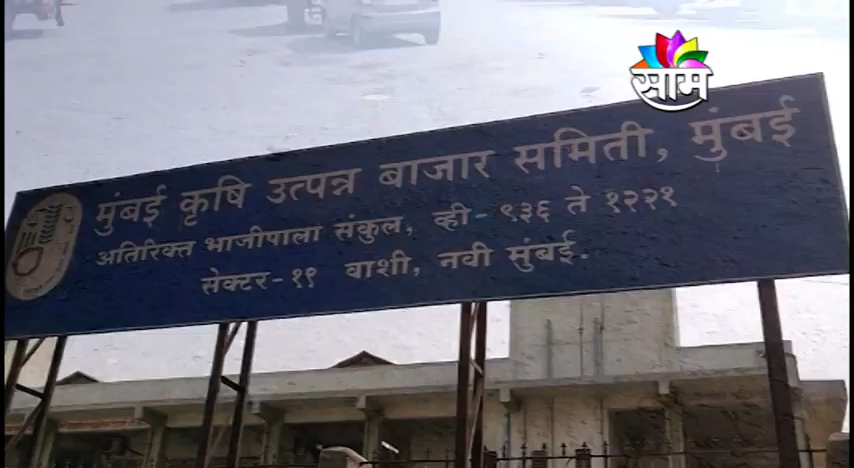 साम
मुंबई कृषि उत्पन्न बाजार समिती, मुंबई
अतिरिक्त भाजीपाला संकुल, व्ही- ९३६ ते १२२१
सेक्टर- १९ वाशी, नवी मुंबई.